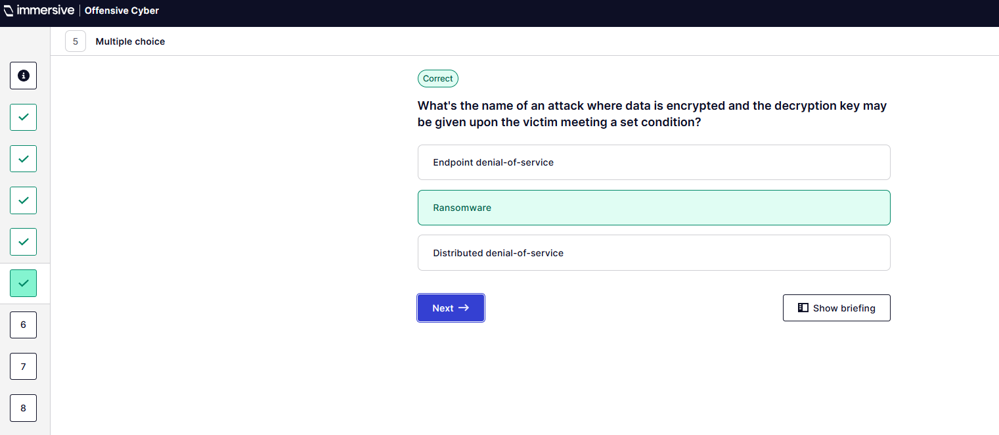 immersive | Offensive Cyber
5 Multiple choice
Correct
What's the name of an attack where data is encrypted and the decryption key may
be given upon the victim meeting a set condition?
Endpoint denial-of-service
Ransomware
Distributed denial-of-service
Next →
Show briefing
6
7
8